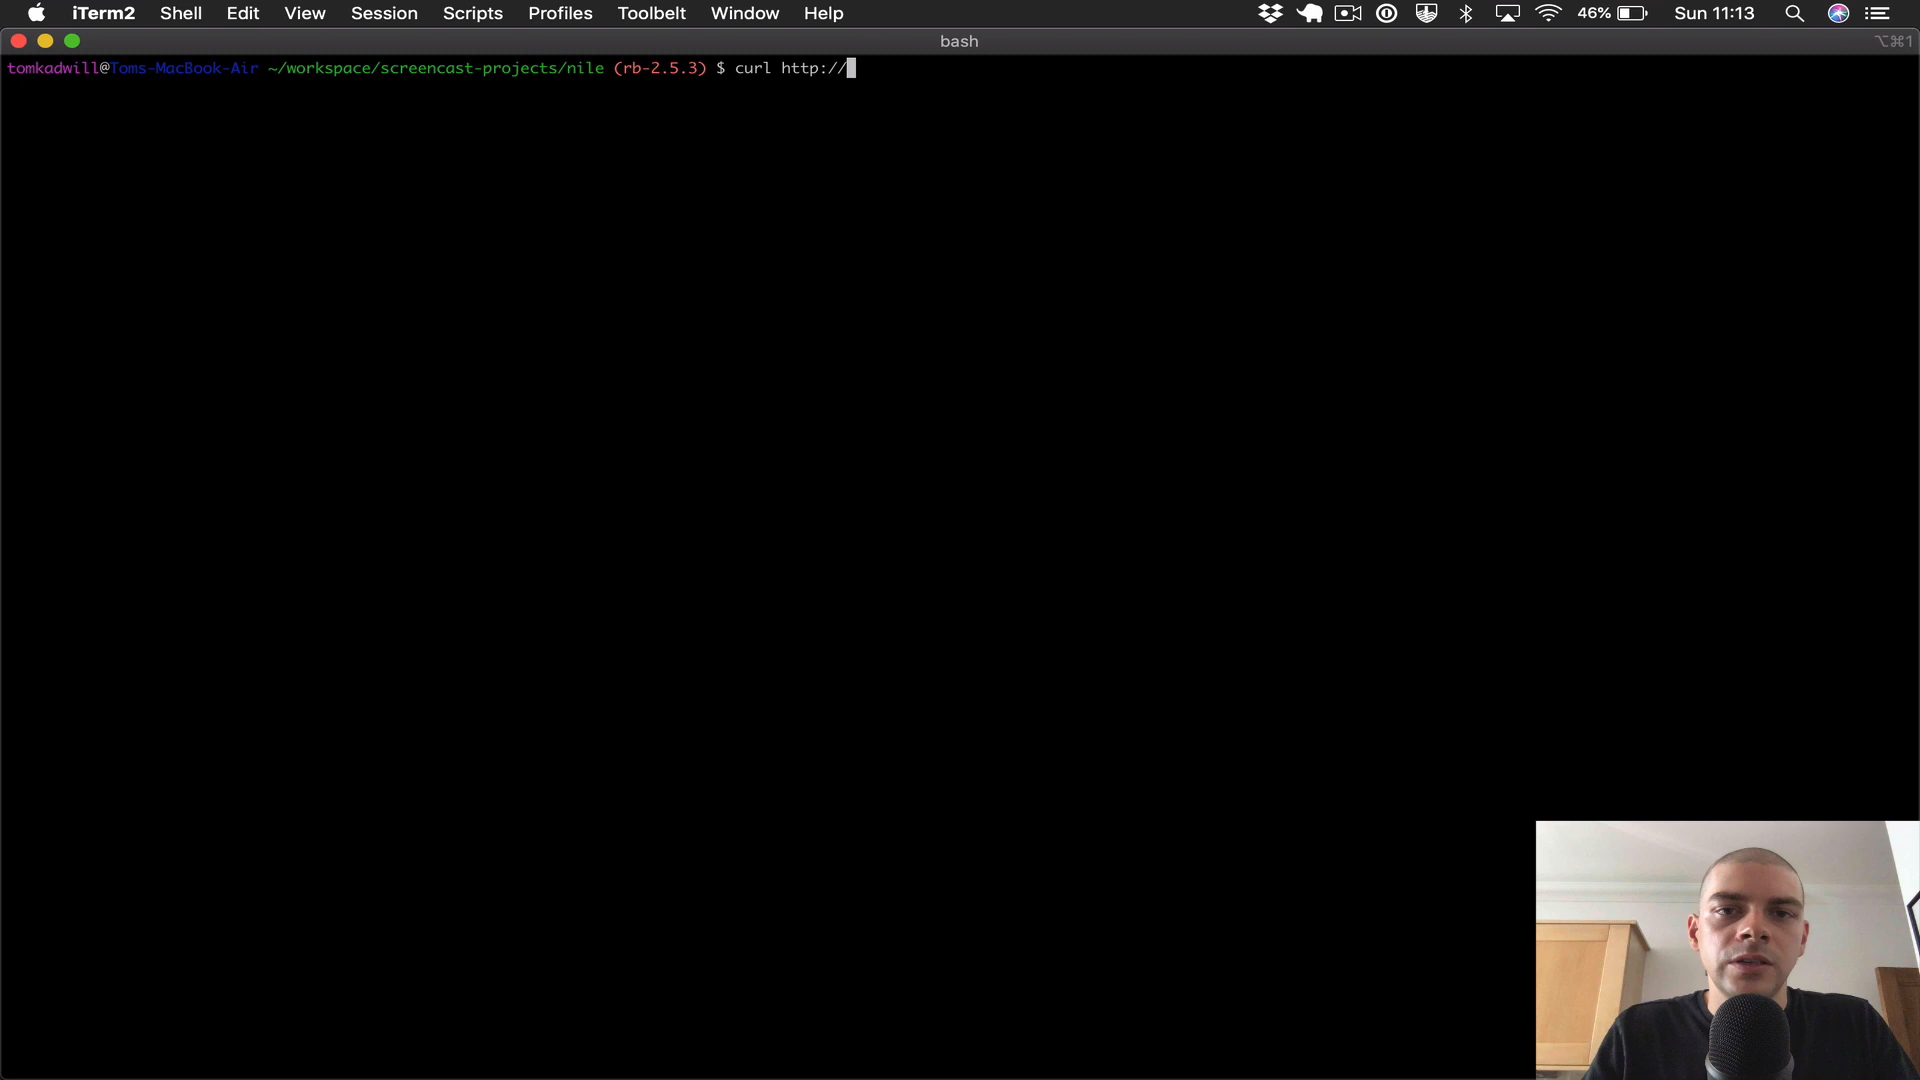 iTerm2 Shell Edit View Session Scripts Profiles Toolbelt Window Help 46% Sun 11:13
bash ⌥⌘1
tomkadwill@Toms-MacBook-Air ~/workspace/screencast-projects/nile (rb-2.5.3) $ curl http://